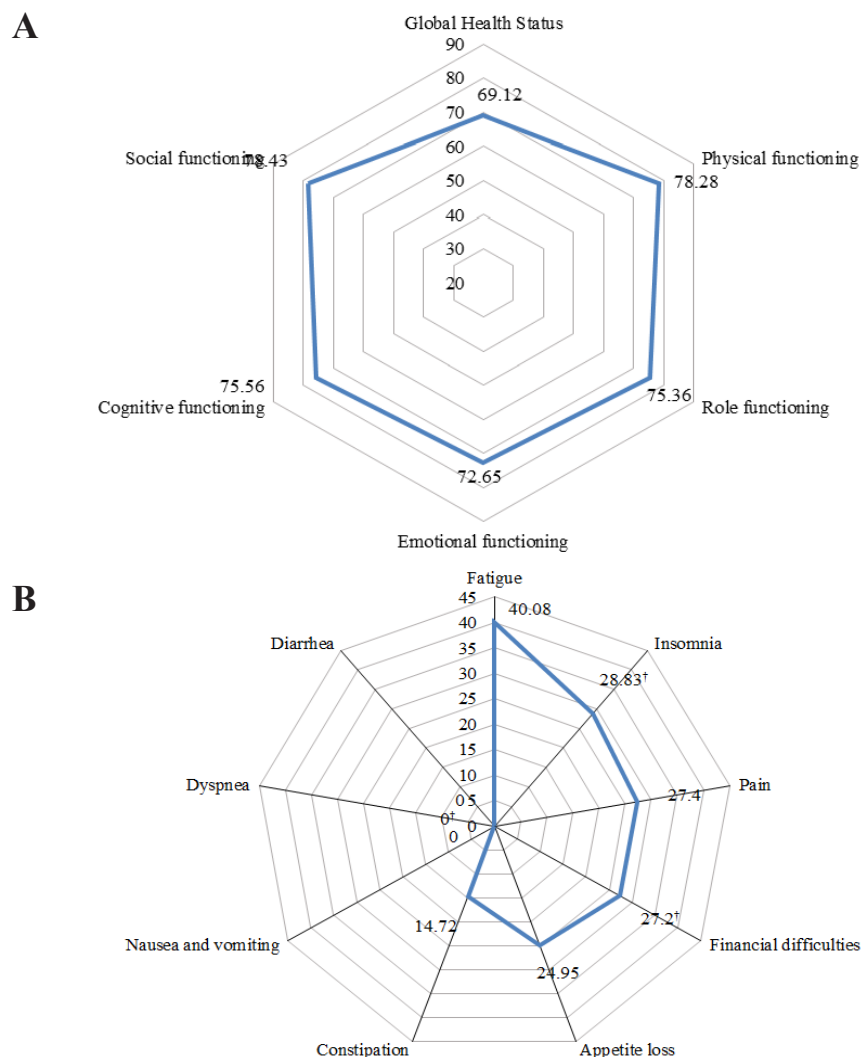 A
Global Health Status
90
80
70
60
50
40
30
20
69.12
Social functioning
78.43
Physical functioning
78.28
75.56
Cognitive functioning
75.36
Role functioning
72.65
Emotional functioning
B
Fatigue
45
40
35
30
25
20
15
10
5
0
40.08
Diarrhea
Insomnia
28.83†
Dyspnea
Pain
27.4
0
0†
0
Nausea and vomiting
27.2†
Financial difficulties
14.72
24.95
Constipation
Appetite loss